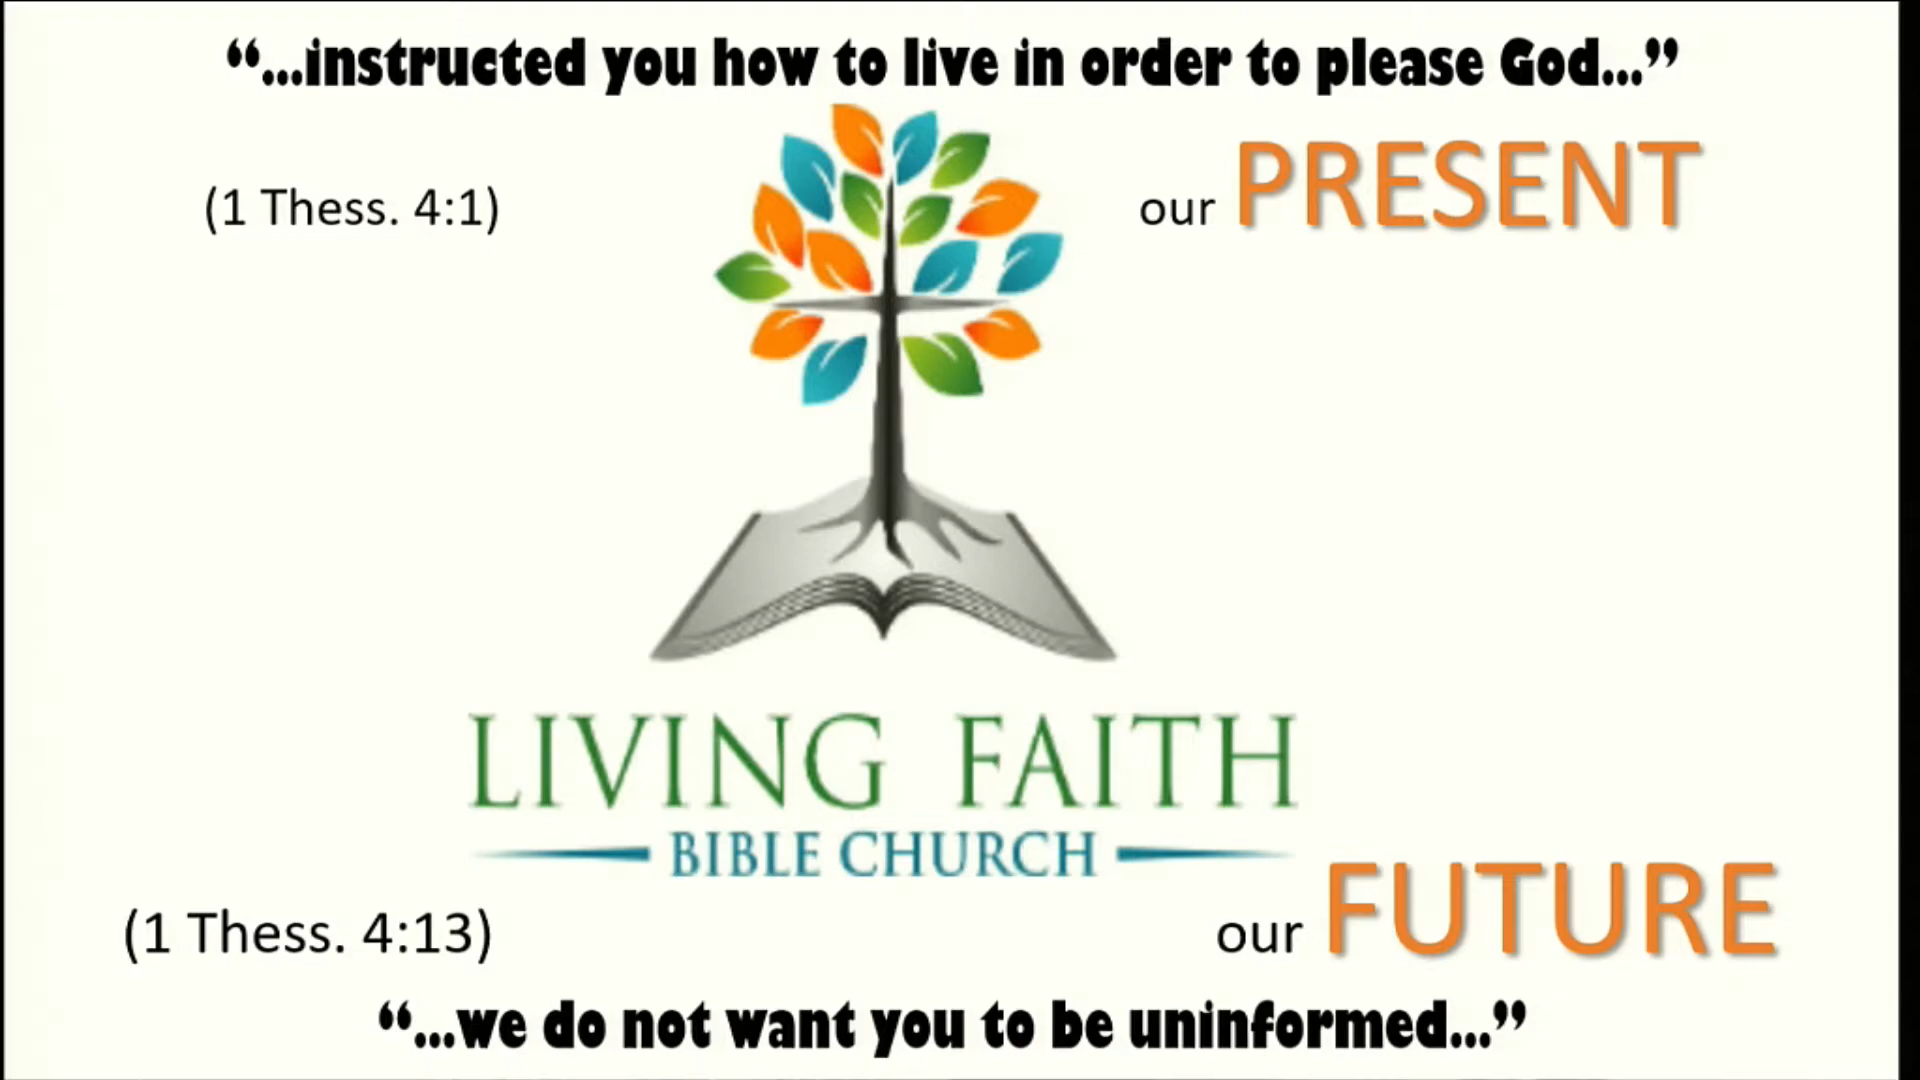 “...instructed you how to live in order to please God...”
(1 Thess. 4:1)
our PRESENT
LIVING FAITH
BIBLE CHURCH
(1 Thess. 4:13)
our FUTURE
“...we do not want you to be uninformed...”